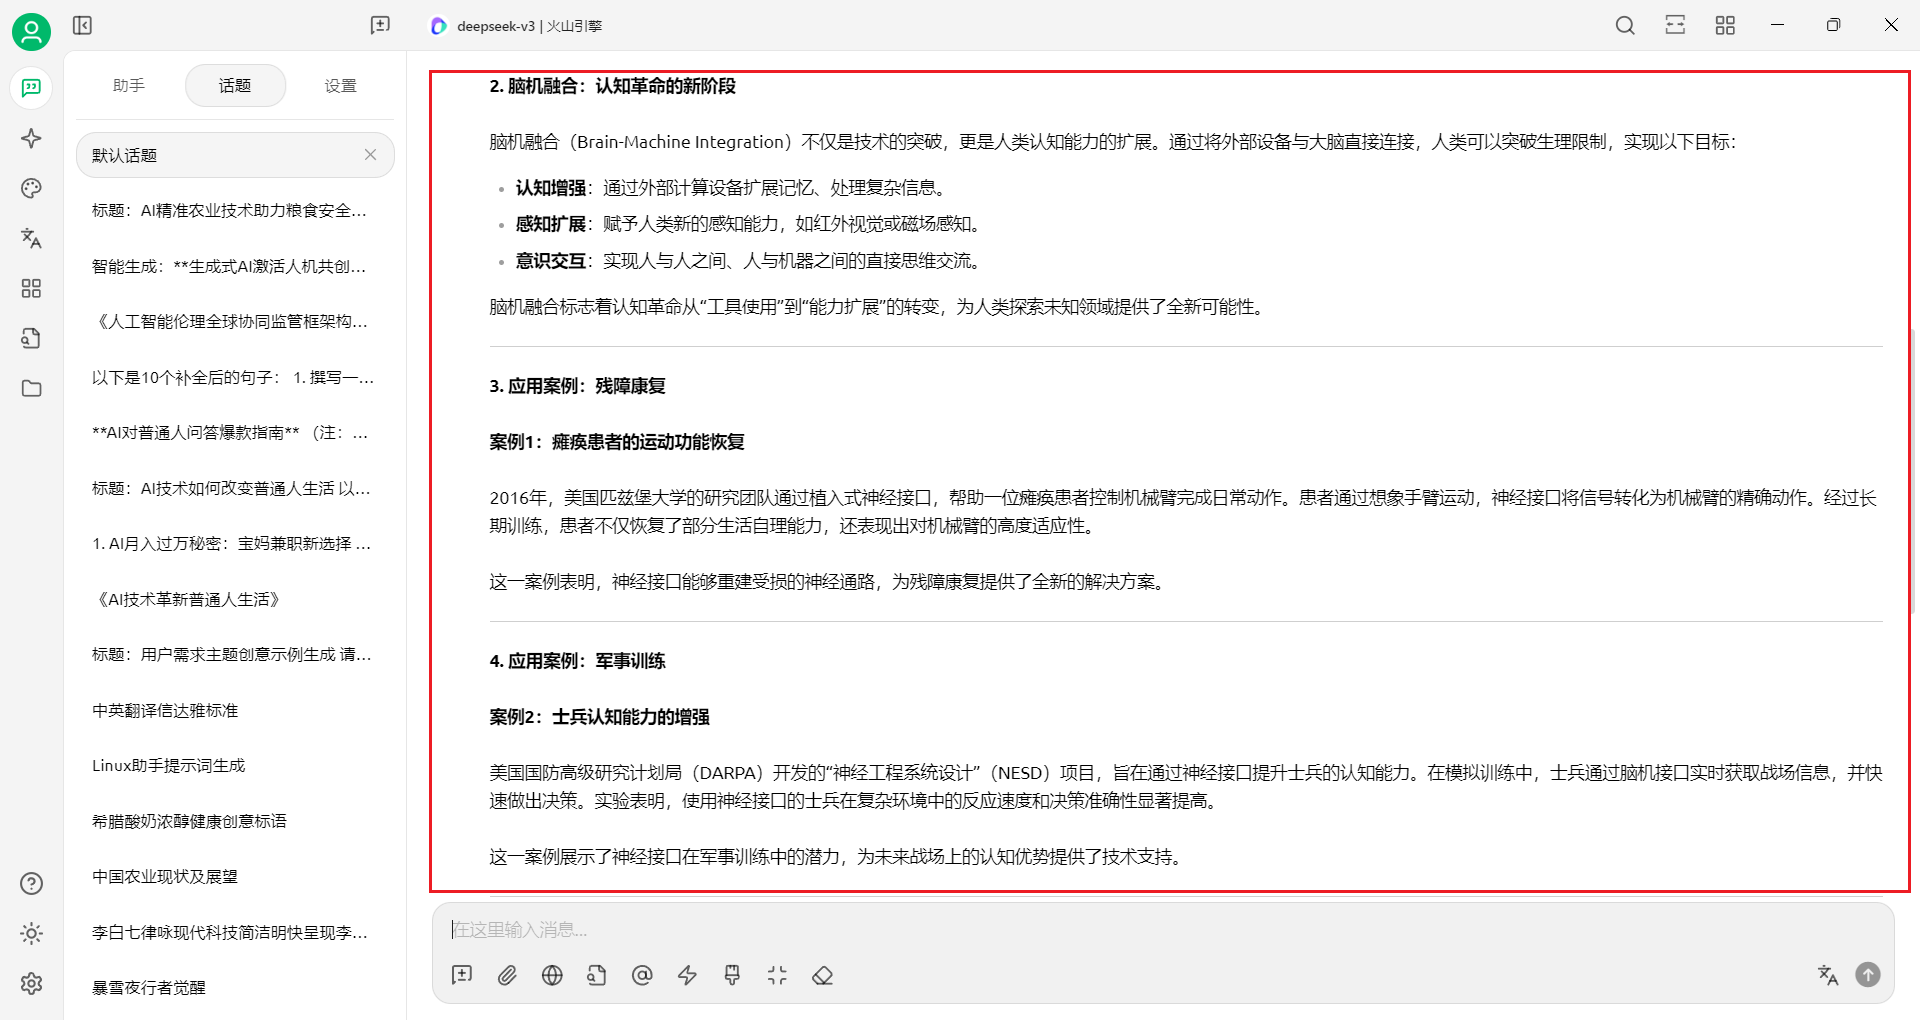 deepseek-v3 | 火山引擎
助手
话题
设置
默认话题
标题：AI精准农业技术助力粮食安全...
智能生成：**生成式AI激活人机共创...
《人工智能伦理全球协同监管框架构...
以下是10个补全后的句子： 1. 撰写一...
**AI对普通人问答爆款指南** （注：...
标题：AI技术如何改变普通人生活 以...
1. AI月入过万秘密：宝妈兼职新选择 ...
《AI技术革新普通人生活》
标题：用户需求主题创意示例生成 请...
中英翻译信达雅标准
Linux助手提示词生成
希腊酸奶浓醇健康创意标语
中国农业现状及展望
李白七律咏现代科技简洁明快呈现李...
暴雪夜行者觉醒
2. 脑机融合：认知革命的新阶段
脑机融合（Brain-Machine Integration）不仅是技术的突破，更是人类认知能力的扩展。通过将外部设备与大脑直接连接，人类可以突破生理限制，实现以下目标：
• 认知增强：通过外部计算设备扩展记忆、处理复杂信息。
• 感知扩展：赋予人类新的感知能力，如红外视觉或磁场感知。
• 意识交互：实现人与人之间、人与机器之间的直接思维交流。
脑机融合标志着认知革命从“工具使用”到“能力扩展”的转变，为人类探索未知领域提供了全新可能性。
3. 应用案例：残障康复
案例1：瘫痪患者的运动功能恢复
2016年，美国匹兹堡大学的研究团队通过植入式神经接口，帮助一位瘫痪患者控制机械臂完成日常动作。患者通过想象手臂运动，神经接口将信号转化为机械臂的精确动作。经过长
期训练，患者不仅恢复了部分生活自理能力，还表现出对机械臂的高度适应性。
这一案例表明，神经接口能够重建受损的神经通路，为残障康复提供了全新的解决方案。
4. 应用案例：军事训练
案例2：士兵认知能力的增强
美国国防高级研究计划局（DARPA）开发的“神经工程系统设计”（NESD）项目，旨在通过神经接口提升士兵的认知能力。在模拟训练中，士兵通过脑机接口实时获取战场信息，并快
速做出决策。实验表明，使用神经接口的士兵在复杂环境中的反应速度和决策准确性显著提高。
这一案例展示了神经接口在军事训练中的潜力，为未来战场上的认知优势提供了技术支持。
在这里输入消息...